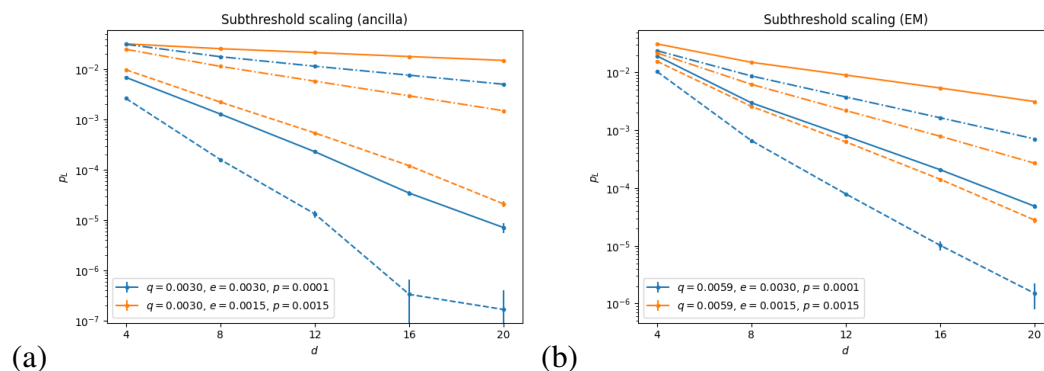 Subthreshold scaling (ancilla)
10⁻²
10⁻³
10⁻⁴
10⁻⁵
10⁻⁶
10⁻⁷
p_L
4 8 12 16 20
d
q = 0.0030, e = 0.0030, p = 0.0001
q = 0.0030, e = 0.0015, p = 0.0015
(a)
Subthreshold scaling (EM)
10⁻²
10⁻³
10⁻⁴
10⁻⁵
10⁻⁶
p_L
4 8 12 16 20
d
q = 0.0059, e = 0.0030, p = 0.0001
q = 0.0059, e = 0.0015, p = 0.0015
(b)